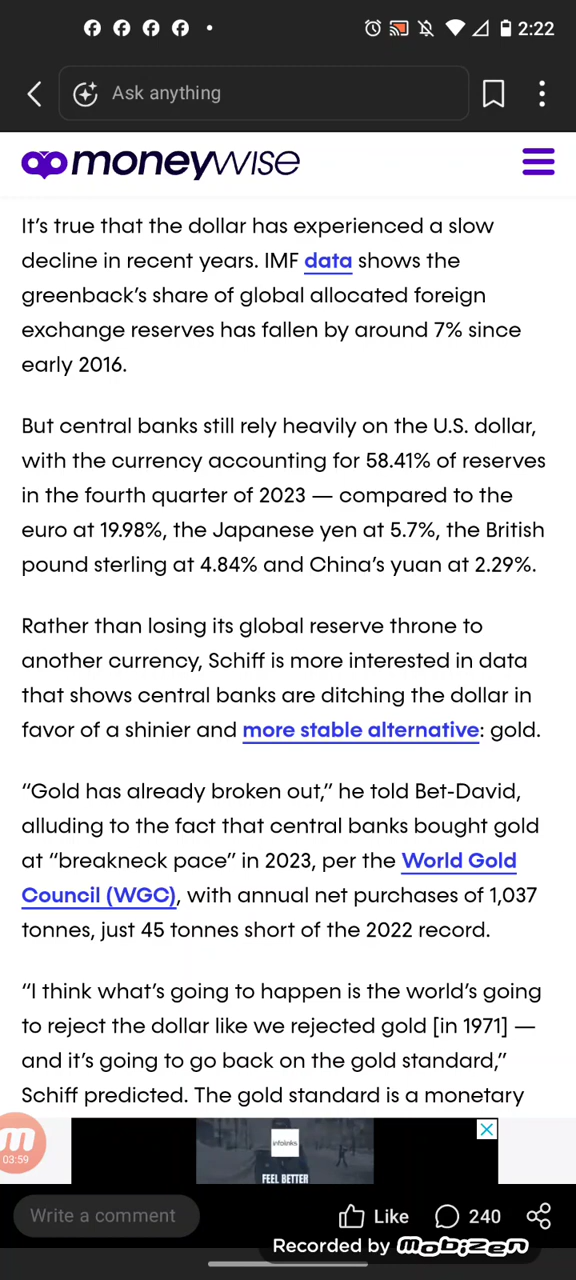 2:22
Ask anything
moneywise
It's true that the dollar has experienced a slow
decline in recent years. IMF data shows the
greenback's share of global allocated foreign
exchange reserves has fallen by around 7% since
early 2016.
But central banks still rely heavily on the U.S. dollar,
with the currency accounting for 58.41% of reserves
in the fourth quarter of 2023 — compared to the
euro at 19.98%, the Japanese yen at 5.7%, the British
pound sterling at 4.84% and China's yuan at 2.29%.
Rather than losing its global reserve throne to
another currency, Schiff is more interested in data
that shows central banks are ditching the dollar in
favor of a shinier and more stable alternative: gold.
“Gold has already broken out,” he told Bet-David,
alluding to the fact that central banks bought gold
at “breakneck pace” in 2023, per the World Gold
Council (WGC), with annual net purchases of 1,037
tonnes, just 45 tonnes short of the 2022 record.
“I think what's going to happen is the world's going
to reject the dollar like we rejected gold [in 1971] —
and it's going to go back on the gold standard,”
Schiff predicted. The gold standard is a monetary
03:59
infolinks
FEEL BETTER
Write a comment
Like
240
Recorded by mobizen